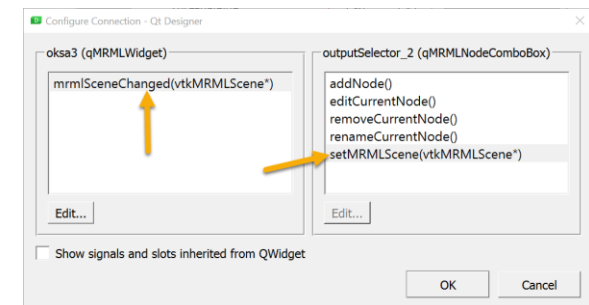 Configure Connection - Qt Designer
oksa3 (qMRMLWidget)
mrmlSceneChanged(vtkMRMLScene*)
Edit...
outputSelector_2 (qMRMLNodeComboBox)
addNode()
editCurrentNode()
removeCurrentNode()
renameCurrentNode()
setMRMLScene(vtkMRMLScene*)
Edit...
Show signals and slots inherited from QWidget
OK
Cancel